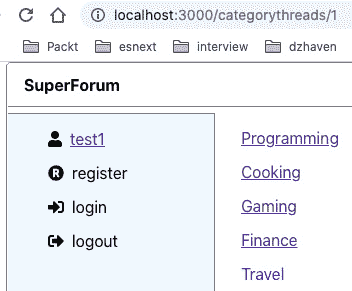 localhost:3000/categorythreads/1
Packt esnext interview dzhaven
SuperForum
test1
register
login
logout
Programming
Cooking
Gaming
Finance
Travel